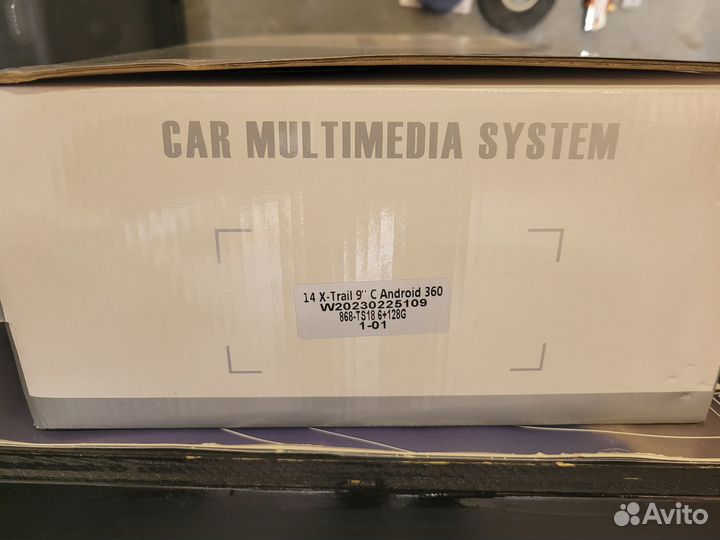 CAR MULTIMEDIA SYSTEM
14 X-Trail 9'' C Android 360
W20230225109
868-TS18 6+128G
1-01
Avito